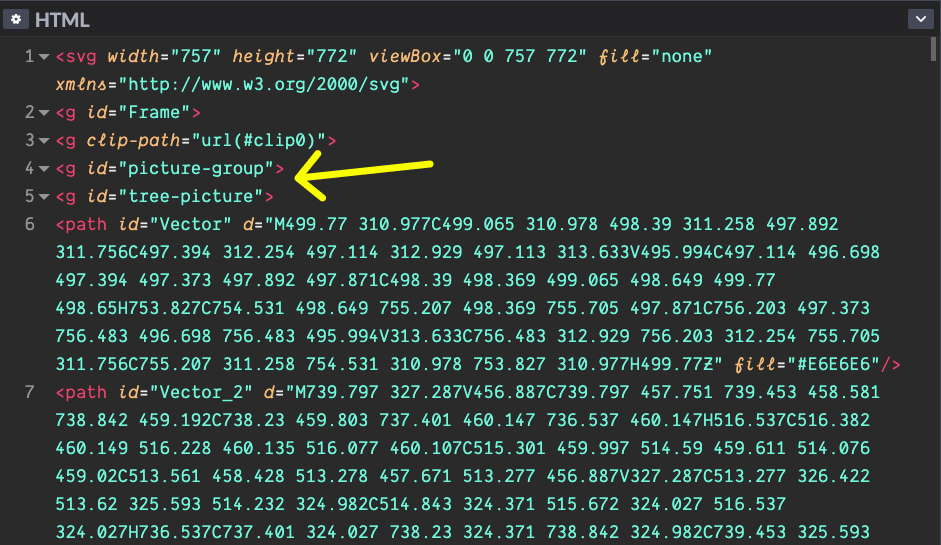 HTML
1 <svg width="757" height="772" viewBox="0 0 757 772" fill="none"
xmlns="http://www.w3.org/2000/svg">
2 <g id="Frame">
3 <g clip-path="url(#clip0)">
4 <g id="picture-group">
5 <g id="tree-picture">
6 <path id="Vector" d="M499.77 310.977C499.065 310.978 498.39 311.258 497.892
311.756C497.394 312.254 497.114 312.929 497.113 313.633V495.994C497.114 496.698
497.394 497.373 497.892 497.871C498.39 498.369 499.065 498.649 499.77
498.65H753.827C754.531 498.649 755.207 498.369 755.705 497.871C756.203 497.373
756.483 496.698 756.483 495.994V313.633C756.483 312.929 756.203 312.254 755.705
311.756C755.207 311.258 754.531 310.978 753.827 310.977H499.77Z" fill="#E6E6E6"/>
7 <path id="Vector_2" d="M739.797 327.287V456.887C739.797 457.751 739.453 458.581
738.842 459.192C738.23 459.803 737.401 460.147 736.537 460.147H516.537C516.382
460.149 516.228 460.135 516.077 460.107C515.301 459.997 514.59 459.611 514.076
459.02C513.561 458.428 513.278 457.671 513.277 456.887V327.287C513.277 326.422
513.62 325.593 514.232 324.982C514.843 324.371 515.672 324.027 516.537
324.027H736.537C737.401 324.027 738.23 324.371 738.842 324.982C739.453 325.593